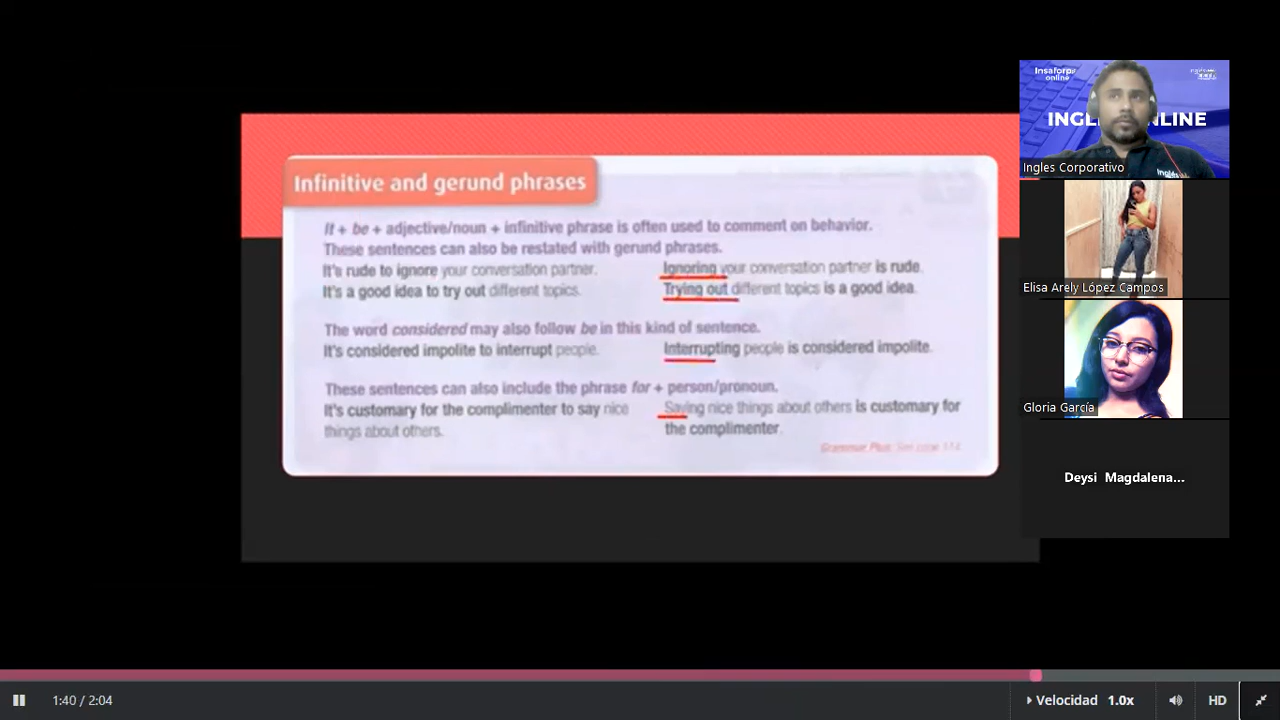 Infinitive and gerund phrases
It + be + adjective/noun + infinitive phrase is often used to comment on behavior.
These sentences can also be restated with gerund phrases.
It's rude to ignore your conversation partner. Ignoring your conversation partner is rude.
It's a good idea to try out different topics. Trying out different topics is a good idea.
The word considered may also follow be in this kind of sentence.
It's considered impolite to interrupt people. Interrupting people is considered impolite.
These sentences can also include the phrase for + person/pronoun.
It's customary for the complimenter to say nice Saying nice things about others is customary for
things about others. the complimenter.
Grammar Plus: See page
Insaforp
online
INGL NLINE
Ingles Corporativo
Elisa Arely López Campos
Gloria García
Deysi Magdalena...
1:40 / 2:04
Velocidad 1.0x
HD